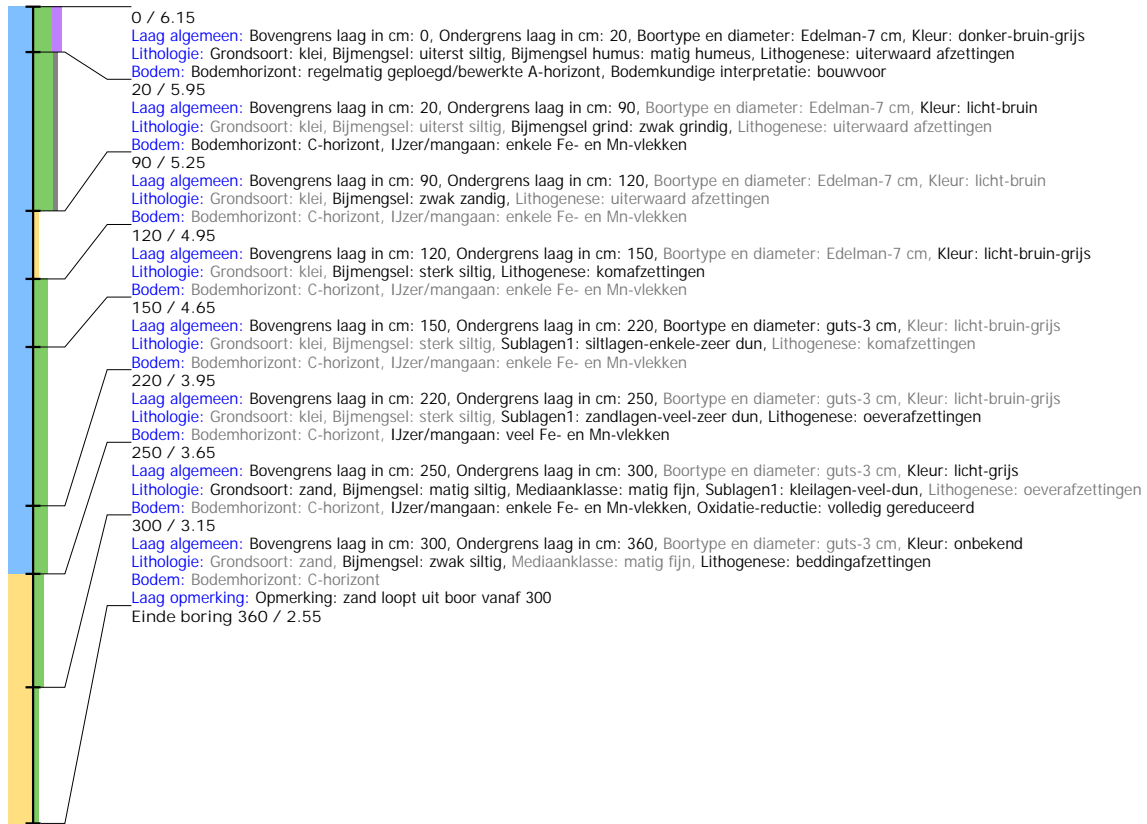 0 / 6.15
Laag algemeen: Bovengrens laag in cm: 0, Ondergrens laag in cm: 20, Boortype en diameter: Edelman-7 cm, Kleur: donker-bruin-grijs
Lithologie: Grondsoort: klei, Bijmengsel: uiterst siltig, Bijmengsel humus: matig humeus, Lithogenese: uiterwaard afzettingen
Bodem: Bodemhorizont: regelmatig geploegd/bewerkte A-horizont, Bodemkundige interpretatie: bouwvoor
20 / 5.95
Laag algemeen: Bovengrens laag in cm: 20, Ondergrens laag in cm: 90, Boortype en diameter: Edelman-7 cm, Kleur: licht-bruin
Lithologie: Grondsoort: klei, Bijmengsel: uiterst siltig, Bijmengsel grind: zwak grindig, Lithogenese: uiterwaard afzettingen
Bodem: Bodemhorizont: C-horizont, IJzer/mangaan: enkele Fe- en Mn-vlekken
90 / 5.25
Laag algemeen: Bovengrens laag in cm: 90, Ondergrens laag in cm: 120, Boortype en diameter: Edelman-7 cm, Kleur: licht-bruin
Lithologie: Grondsoort: klei, Bijmengsel: zwak zandig, Lithogenese: uiterwaard afzettingen
Bodem: Bodemhorizont: C-horizont, IJzer/mangaan: enkele Fe- en Mn-vlekken
120 / 4.95
Laag algemeen: Bovengrens laag in cm: 120, Ondergrens laag in cm: 150, Boortype en diameter: Edelman-7 cm, Kleur: licht-bruin-grijs
Lithologie: Grondsoort: klei, Bijmengsel: sterk siltig, Lithogenese: komafzettingen
Bodem: Bodemhorizont: C-horizont, IJzer/mangaan: enkele Fe- en Mn-vlekken
150 / 4.65
Laag algemeen: Bovengrens laag in cm: 150, Ondergrens laag in cm: 220, Boortype en diameter: guts-3 cm, Kleur: licht-bruin-grijs
Lithologie: Grondsoort: klei, Bijmengsel: sterk siltig, Sublagen1: siltlagen-enkele-zeer dun, Lithogenese: komafzettingen
Bodem: Bodemhorizont: C-horizont, IJzer/mangaan: enkele Fe- en Mn-vlekken
220 / 3.95
Laag algemeen: Bovengrens laag in cm: 220, Ondergrens laag in cm: 250, Boortype en diameter: guts-3 cm, Kleur: licht-bruin-grijs
Lithologie: Grondsoort: klei, Bijmengsel: sterk siltig, Sublagen1: zandlagen-veel-zeer dun, Lithogenese: oeverafzettingen
Bodem: Bodemhorizont: C-horizont, IJzer/mangaan: veel Fe- en Mn-vlekken
250 / 3.65
Laag algemeen: Bovengrens laag in cm: 250, Ondergrens laag in cm: 300, Boortype en diameter: guts-3 cm, Kleur: licht-grijs
Lithologie: Grondsoort: zand, Bijmengsel: matig siltig, Mediaanklasse: matig fijn, Sublagen1: kleilagen-veel-dun, Lithogenese: oeverafzettingen
Bodem: Bodemhorizont: C-horizont, IJzer/mangaan: enkele Fe- en Mn-vlekken, Oxidatie-reductie: volledig gereduceerd
300 / 3.15
Laag algemeen: Bovengrens laag in cm: 300, Ondergrens laag in cm: 360, Boortype en diameter: guts-3 cm, Kleur: onbekend
Lithologie: Grondsoort: zand, Bijmengsel: zwak siltig, Mediaanklasse: matig fijn, Lithogenese: beddingafzettingen
Bodem: Bodemhorizont: C-horizont
Laag opmerking: Opmerking: zand loopt uit boor vanaf 300
Einde boring 360 / 2.55